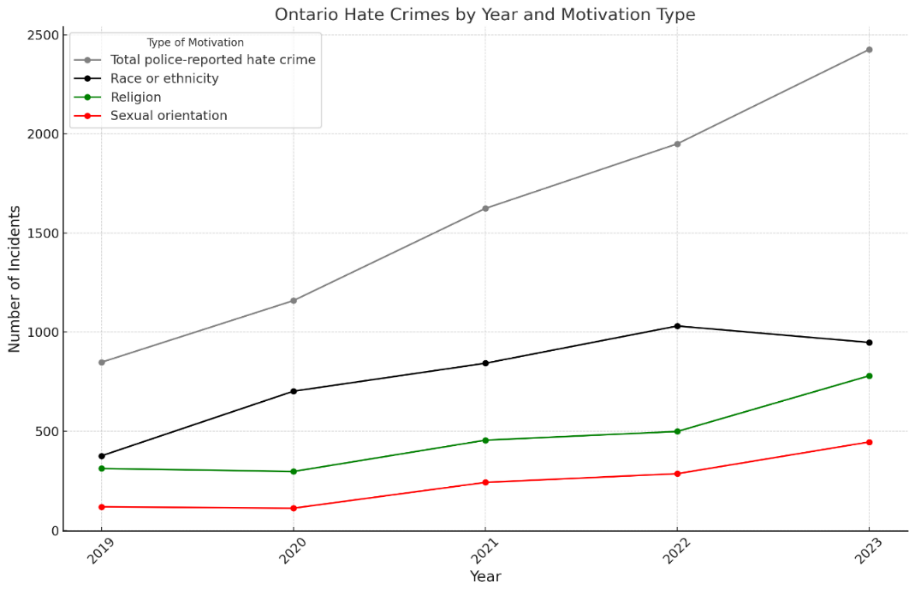 Ontario Hate Crimes by Year and Motivation Type
Type of Motivation
Total police-reported hate crime
Race or ethnicity
Religion
Sexual orientation
Number of Incidents
2500
2000
1500
1000
500
0
2019
2020
2021
2022
2023
Year